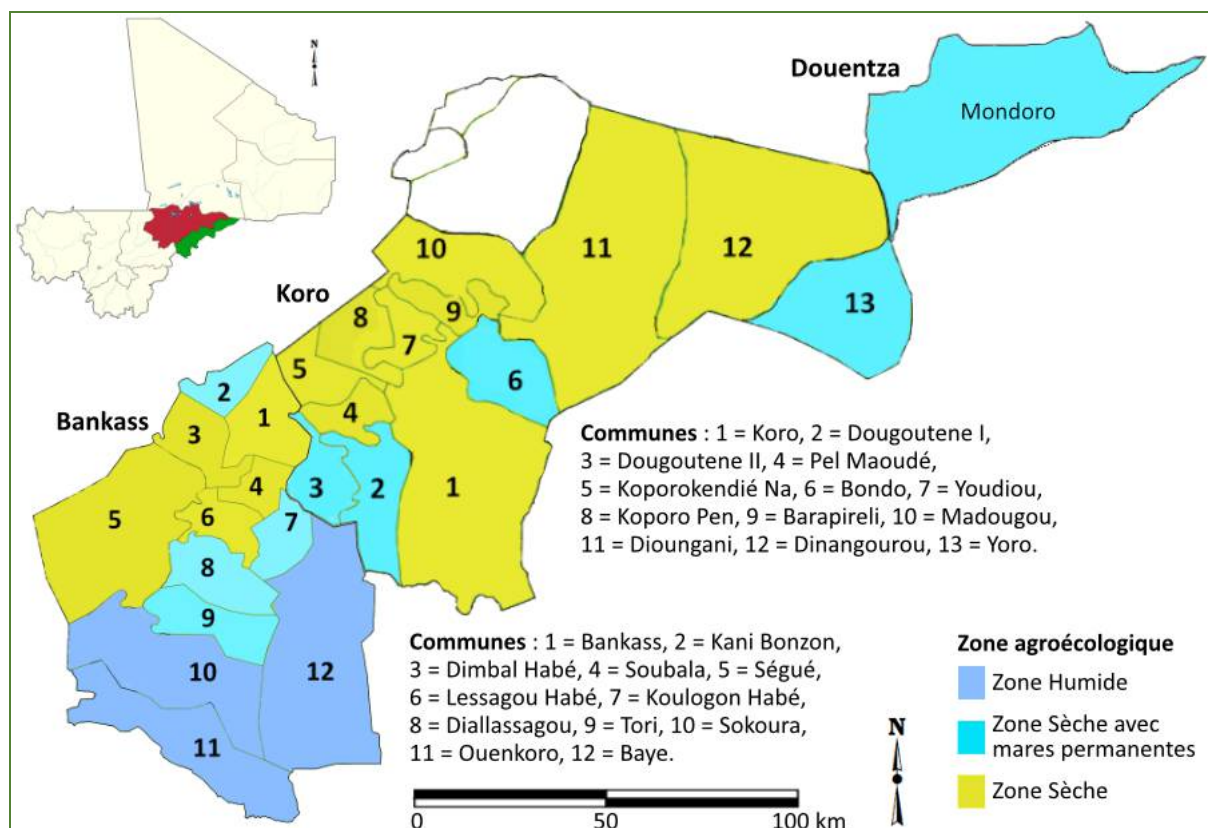 N
Douentza
Mondoro
10
11
12
Koro
8
9
13
7
5
6
2
1
4
Bankass
3
3
2
1
4
5
6
7
8
9
10
12
11
Communes : 1 = Koro, 2 = Dougoutene I,
3 = Dougoutene II, 4 = Pel Maoudé,
5 = Koporokendié Na, 6 = Bondo, 7 = Youdiou,
8 = Koporo Pen, 9 = Barapireli, 10 = Madougou,
11 = Dioungani, 12 = Dinangourou, 13 = Yoro.
Communes : 1 = Bankass, 2 = Kani Bonzon,
3 = Dimbal Habé, 4 = Soubala, 5 = Ségué,
6 = Lessagou Habé, 7 = Koulogon Habé,
8 = Diallassagou, 9 = Tori, 10 = Sokoura,
11 = Ouenkoro, 12 = Baye.
Zone agroécologique
Zone Humide
Zone Sèche avec
mares permanentes
Zone Sèche
N
0 50 100 km